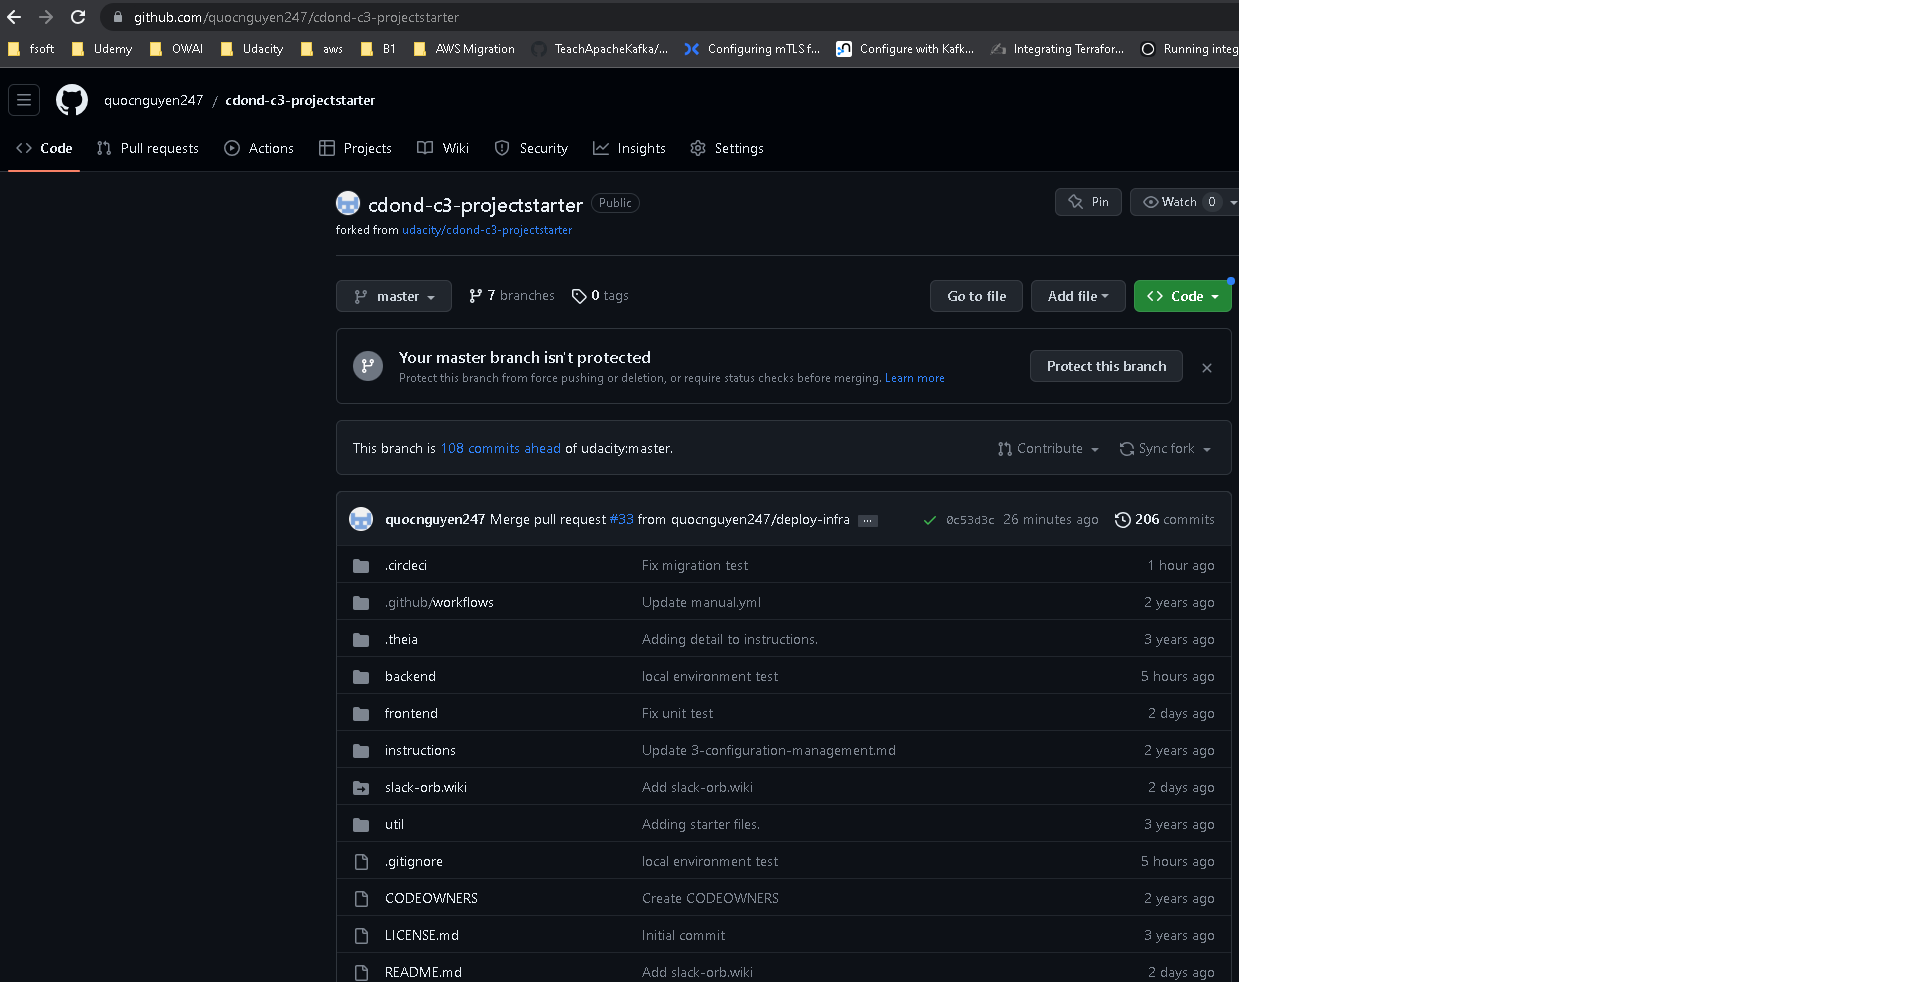 github.com/quocnguyen247/cdond-c3-projectstarter
fsoft Udemy OWAI Udacity aws B1 AWS Migration TeachApacheKafka/... Configuring mTLS f... Configure with Kafk... Integrating Terrafor... Running integ
quocnguyen247 / cdond-c3-projectstarter
Code Pull requests Actions Projects Wiki Security Insights Settings
cdond-c3-projectstarter Public Pin Watch 0
forked from udacity/cdond-c3-projectstarter
master 7 branches 0 tags Go to file Add file Code
Your master branch isn't protected
Protect this branch from force pushing or deletion, or require status checks before merging. Learn more
Protect this branch
This branch is 108 commits ahead of udacity:master. Contribute Sync fork
quocnguyen247 Merge pull request #33 from quocnguyen247/deploy-infra ... 0c53d3c 26 minutes ago 206 commits
.circleci Fix migration test 1 hour ago
.github/workflows Update manual.yml 2 years ago
.theia Adding detail to instructions. 3 years ago
backend local environment test 5 hours ago
frontend Fix unit test 2 days ago
instructions Update 3-configuration-management.md 2 years ago
slack-orb.wiki Add slack-orb.wiki 2 days ago
util Adding starter files. 3 years ago
.gitignore local environment test 5 hours ago
CODEOWNERS Create CODEOWNERS 2 years ago
LICENSE.md Initial commit 3 years ago
README.md Add slack-orb.wiki 2 days ago